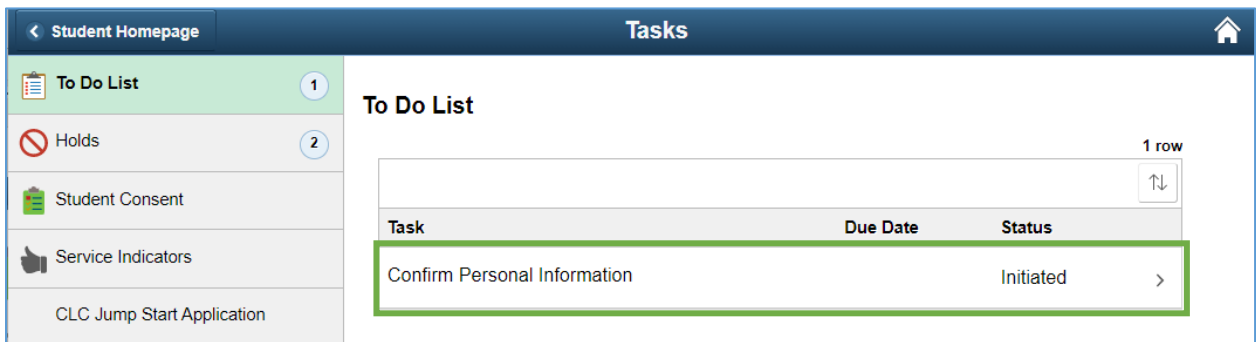 Student Homepage
Tasks
To Do List 1
Holds 2
Student Consent
Service Indicators
CLC Jump Start Application
To Do List
1 row
Task Due Date Status
Confirm Personal Information Initiated